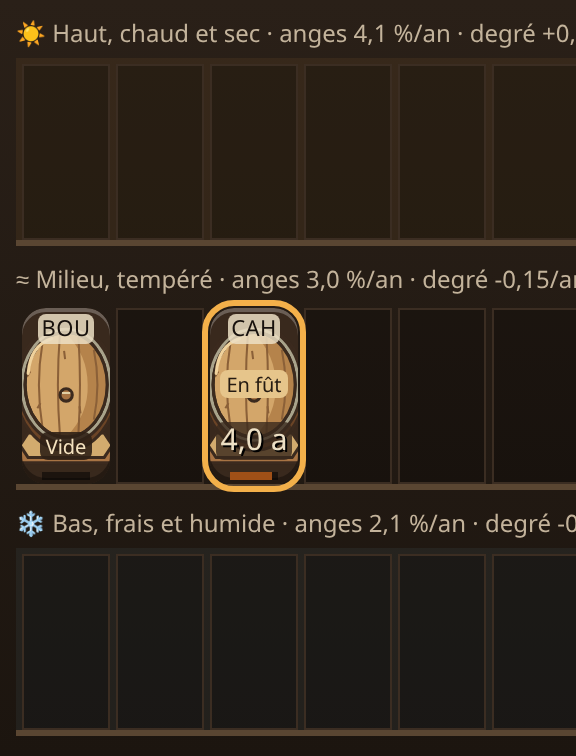 ☀️ Haut, chaud et sec · anges 4,1 %/an · degré +0,
≈ Milieu, tempéré · anges 3,0 %/an · degré -0,15/a
BOU
CAH
En fût
4,0 a
Vide
❄️ Bas, frais et humide · anges 2,1 %/an · degré -0